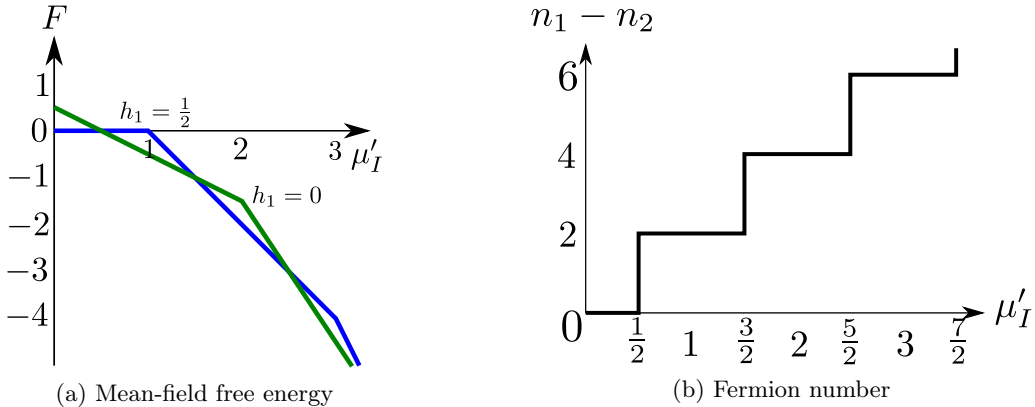 F
1
h₁ = 1/2
0
1 2 3 μ′_I
−1
h₁ = 0
−2
−3
−4
(a) Mean-field free energy
n₁ − n₂
6
4
2
0
1/2 1 3/2 2 5/2 3 7/2 μ′_I
(b) Fermion number